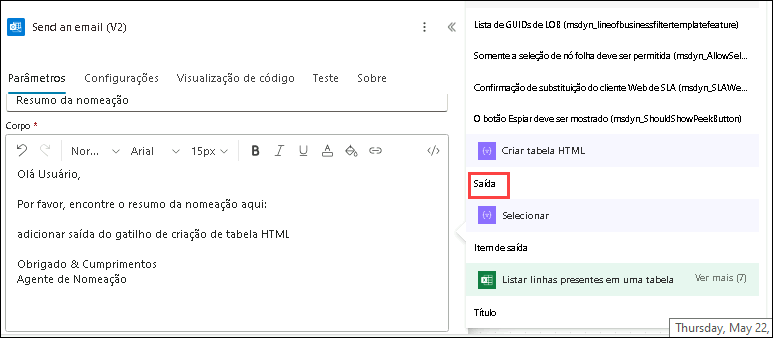 Send an email (V2)
Parâmetros
Configurações
Visualização de código
Teste
Sobre
Resumo da nomeação
Corpo *
Nor...
Arial
15px
B
I
U
A
</>
Olá Usuário,
Por favor, encontre o resumo da nomeação aqui:
adicionar saída do gatilho de criação de tabela HTML
Obrigado & Cumprimentos
Agente de Nomeação
Lista de GUIDs de LOB (msdyn_lineofbusinessfiltertemplatefeature)
Somente a seleção de nó folha deve ser permitida (msdyn_AllowSel...
Confirmação de substituição do cliente Web de SLA (msdyn_SLAWe...
O botão Espiar deve ser mostrado (msdyn_ShouldShowPeekButton)
Criar tabela HTML
Saída
Selecionar
Item de saída
Listar linhas presentes em uma tabela
Ver mais (7)
Título
Thursday, May 22,